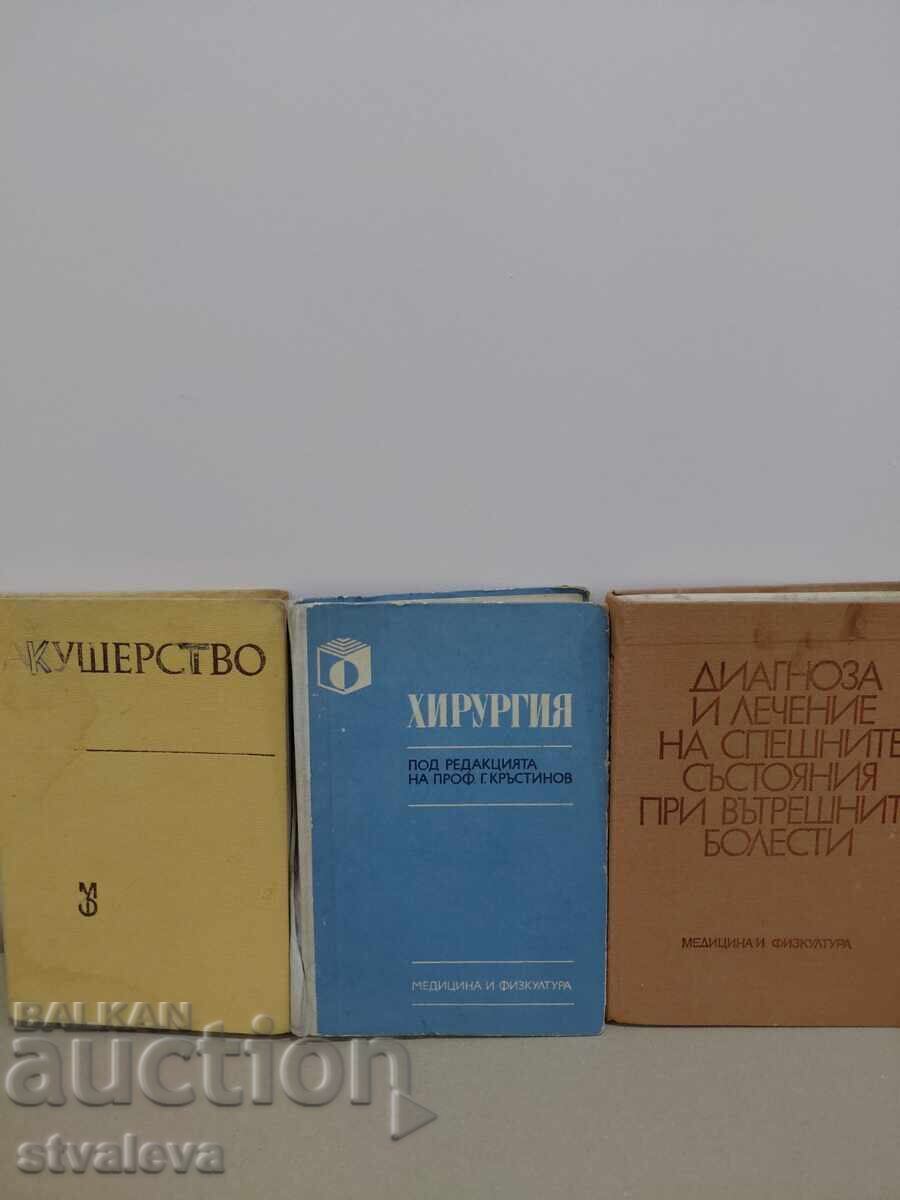 АКУШЕРСТВО
МФ
ХИРУРГИЯ
ПОД РЕДАКЦИЯТА
НА ПРОФ. Г. КРЪСТИНОВ
МЕДИЦИНА И ФИЗКУЛТУРА
ДИАГНОЗА
И ЛЕЧЕНИЕ
НА СПЕШНИТЕ
СЪСТОЯНИЯ
ПРИ ВЪТРЕШНИТЕ
БОЛЕСТИ
МЕДИЦИНА И ФИЗКУЛТУРА
BALKAN
auction
stvaleva